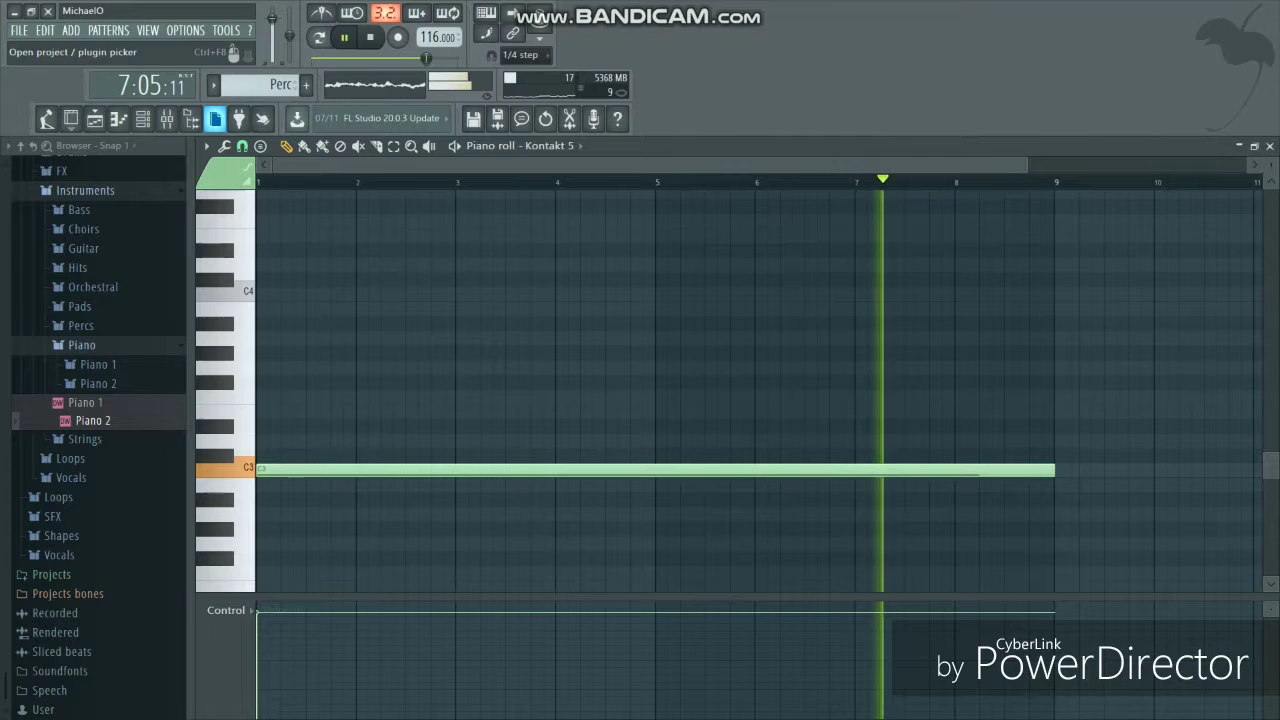 www.BANDICAM.com
MichaelO
FILE EDIT ADD PATTERNS VIEW OPTIONS TOOLS ?
Open project / plugin picker Ctrl+F8
3.2
116.000
1/4 step
7:05:11
Perc
17
5368 MB
9
07/11 FL Studio 20.0.3 Update
Browser - Snap 1
Piano roll - Kontakt 5
1 2 3 4 5 6 7 8 9 10 11
FX
Instruments
Bass
Choirs
Guitar
Hits
Orchestral
Pads
Percs
Piano
Piano 1
Piano 2
Piano 1
Piano 2
Strings
Loops
Vocals
Loops
SFX
Shapes
Vocals
Projects
Projects bones
Recorded
Rendered
Sliced beats
Soundfonts
Speech
User
C4
C3
C3
Control
CyberLink
by PowerDirector